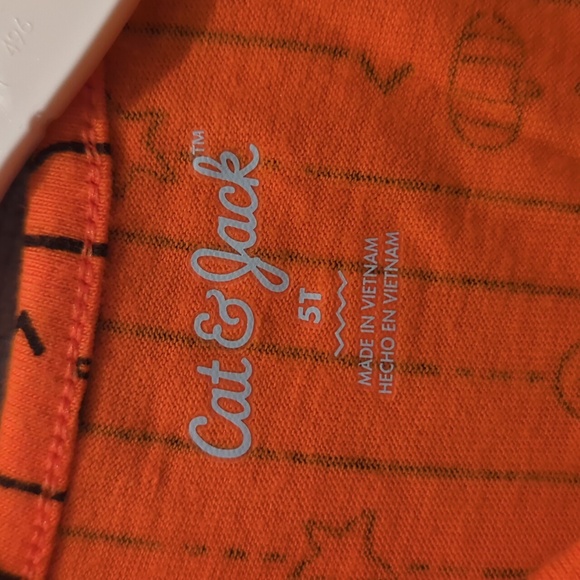 Cat & Jack™
5T
MADE IN VIETNAM
HECHO EN VIETNAM